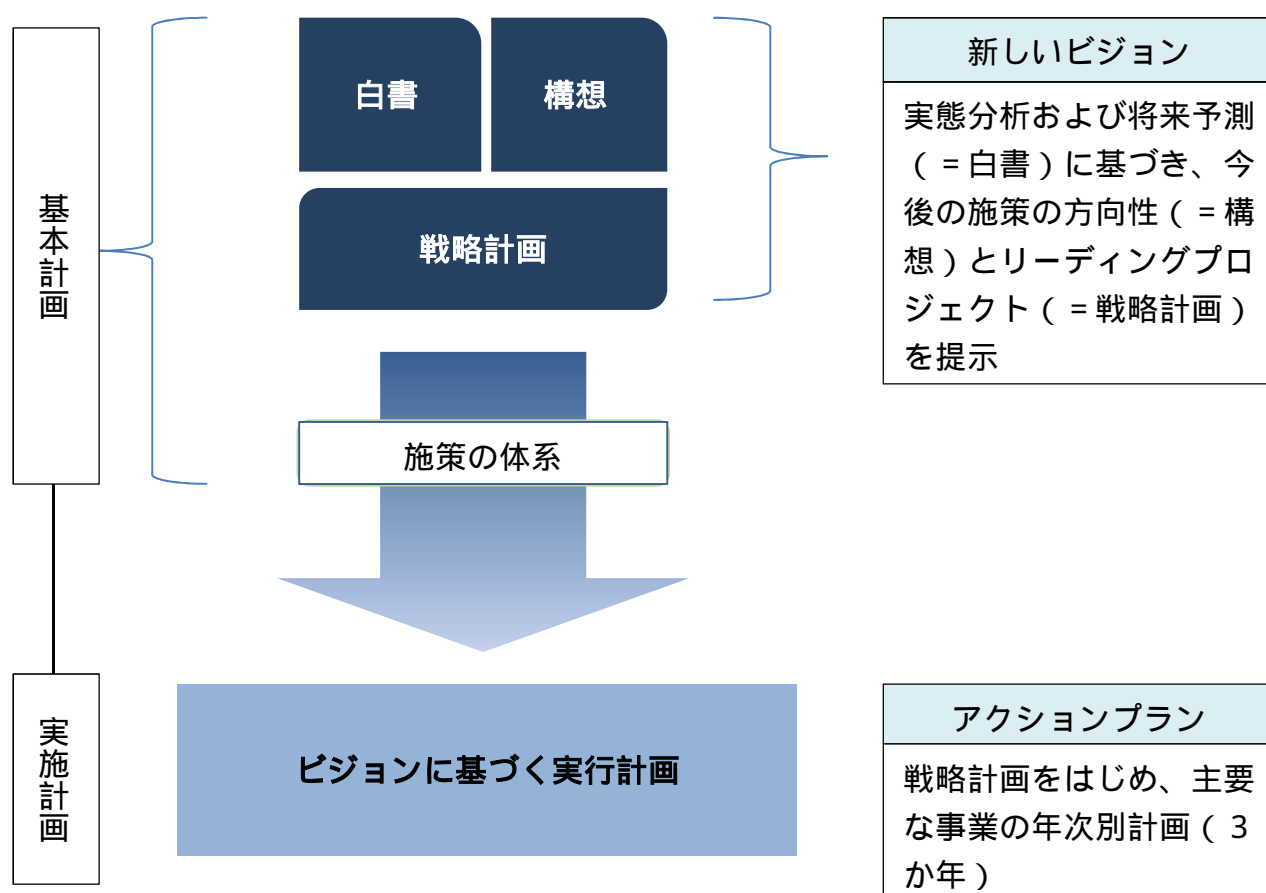 基本計画
白書
構想
戦略計画
施策の体系
新しいビジョン
実態分析および将来予測
（＝白書）に基づき、今
後の施策の方向性（＝構
想）とリーディングプロ
ジェクト（＝戦略計画）
を提示
実施計画
ビジョンに基づく実行計画
アクションプラン
戦略計画をはじめ、主要
な事業の年次別計画（３
か年）